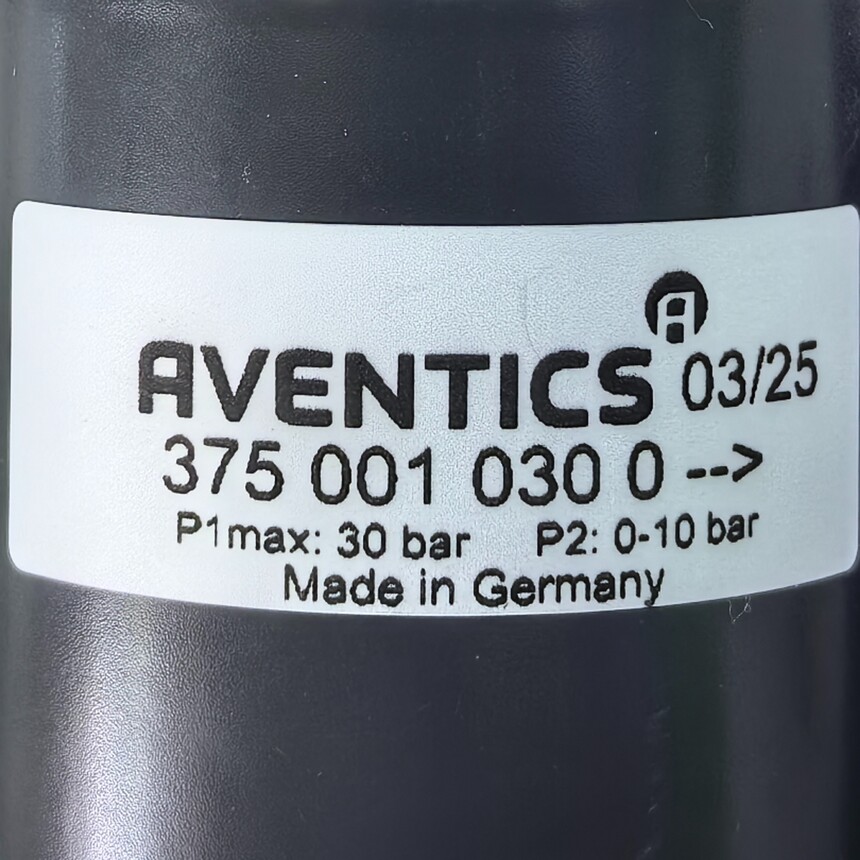 AVENTICS 03/25
375 001 030 0 -->
P1max: 30 bar P2: 0-10 bar
Made in Germany